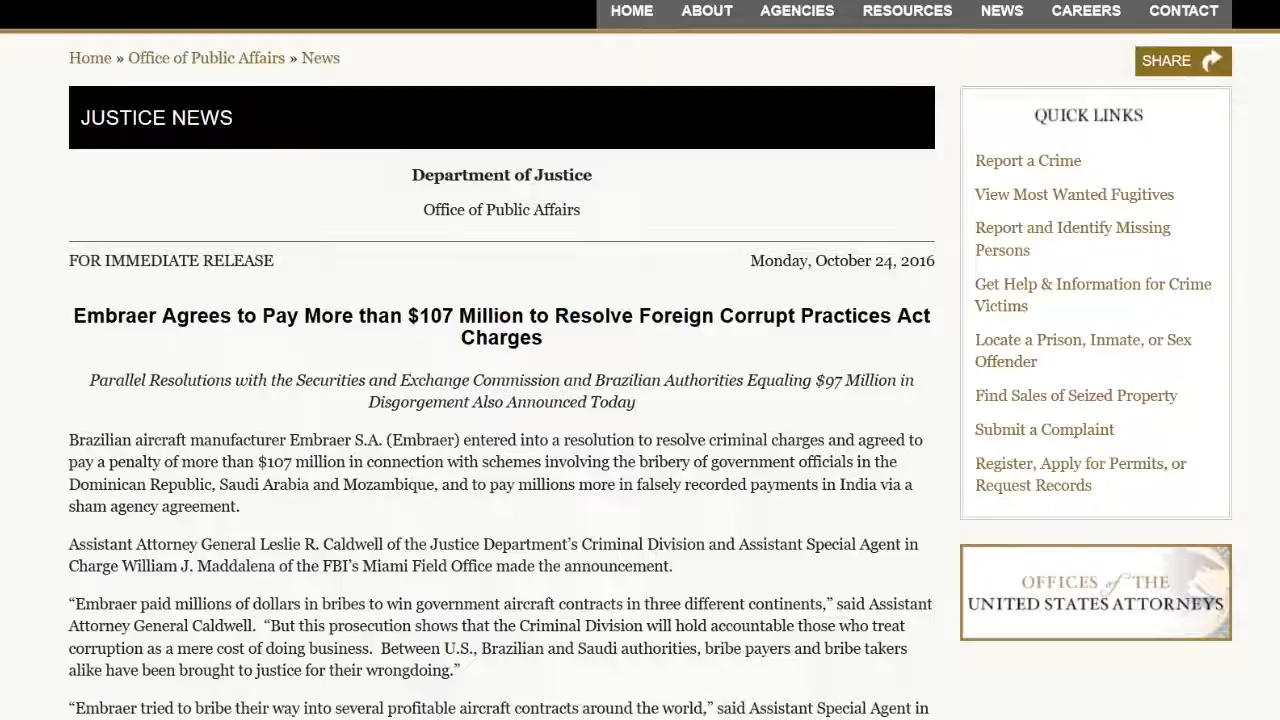 HOME ABOUT AGENCIES RESOURCES NEWS CAREERS CONTACT
Home » Office of Public Affairs » News
SHARE
JUSTICE NEWS
Department of Justice
Office of Public Affairs
FOR IMMEDIATE RELEASE
Monday, October 24, 2016
Embraer Agrees to Pay More than $107 Million to Resolve Foreign Corrupt Practices Act
Charges
Parallel Resolutions with the Securities and Exchange Commission and Brazilian Authorities Equaling $97 Million in
Disgorgement Also Announced Today
Brazilian aircraft manufacturer Embraer S.A. (Embraer) entered into a resolution to resolve criminal charges and agreed to
pay a penalty of more than $107 million in connection with schemes involving the bribery of government officials in the
Dominican Republic, Saudi Arabia and Mozambique, and to pay millions more in falsely recorded payments in India via a
sham agency agreement.
Assistant Attorney General Leslie R. Caldwell of the Justice Department’s Criminal Division and Assistant Special Agent in
Charge William J. Maddalena of the FBI’s Miami Field Office made the announcement.
“Embraer paid millions of dollars in bribes to win government aircraft contracts in three different continents,” said Assistant
Attorney General Caldwell.  “But this prosecution shows that the Criminal Division will hold accountable those who treat
corruption as a mere cost of doing business.  Between U.S., Brazilian and Saudi authorities, bribe payers and bribe takers
alike have been brought to justice for their wrongdoing.”
“Embraer tried to bribe their way into several profitable aircraft contracts around the world,” said Assistant Special Agent in
QUICK LINKS
Report a Crime
View Most Wanted Fugitives
Report and Identify Missing
Persons
Get Help & Information for Crime
Victims
Locate a Prison, Inmate, or Sex
Offender
Find Sales of Seized Property
Submit a Complaint
Register, Apply for Permits, or
Request Records
OFFICES of THE
UNITED STATES ATTORNEYS